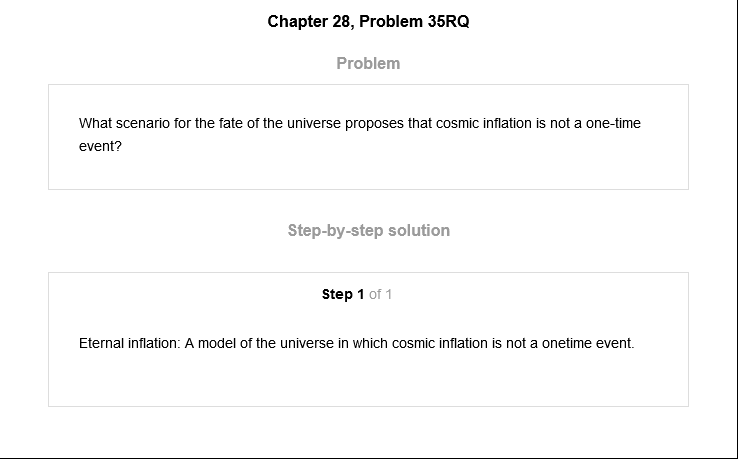 Chapter 28, Problem 35RQ
Problem
What scenario for the fate of the universe proposes that cosmic inflation is not a one-time
event?
Step-by-step solution
Step 1 of 1
Eternal inflation: A model of the universe in which cosmic inflation is not a onetime event.